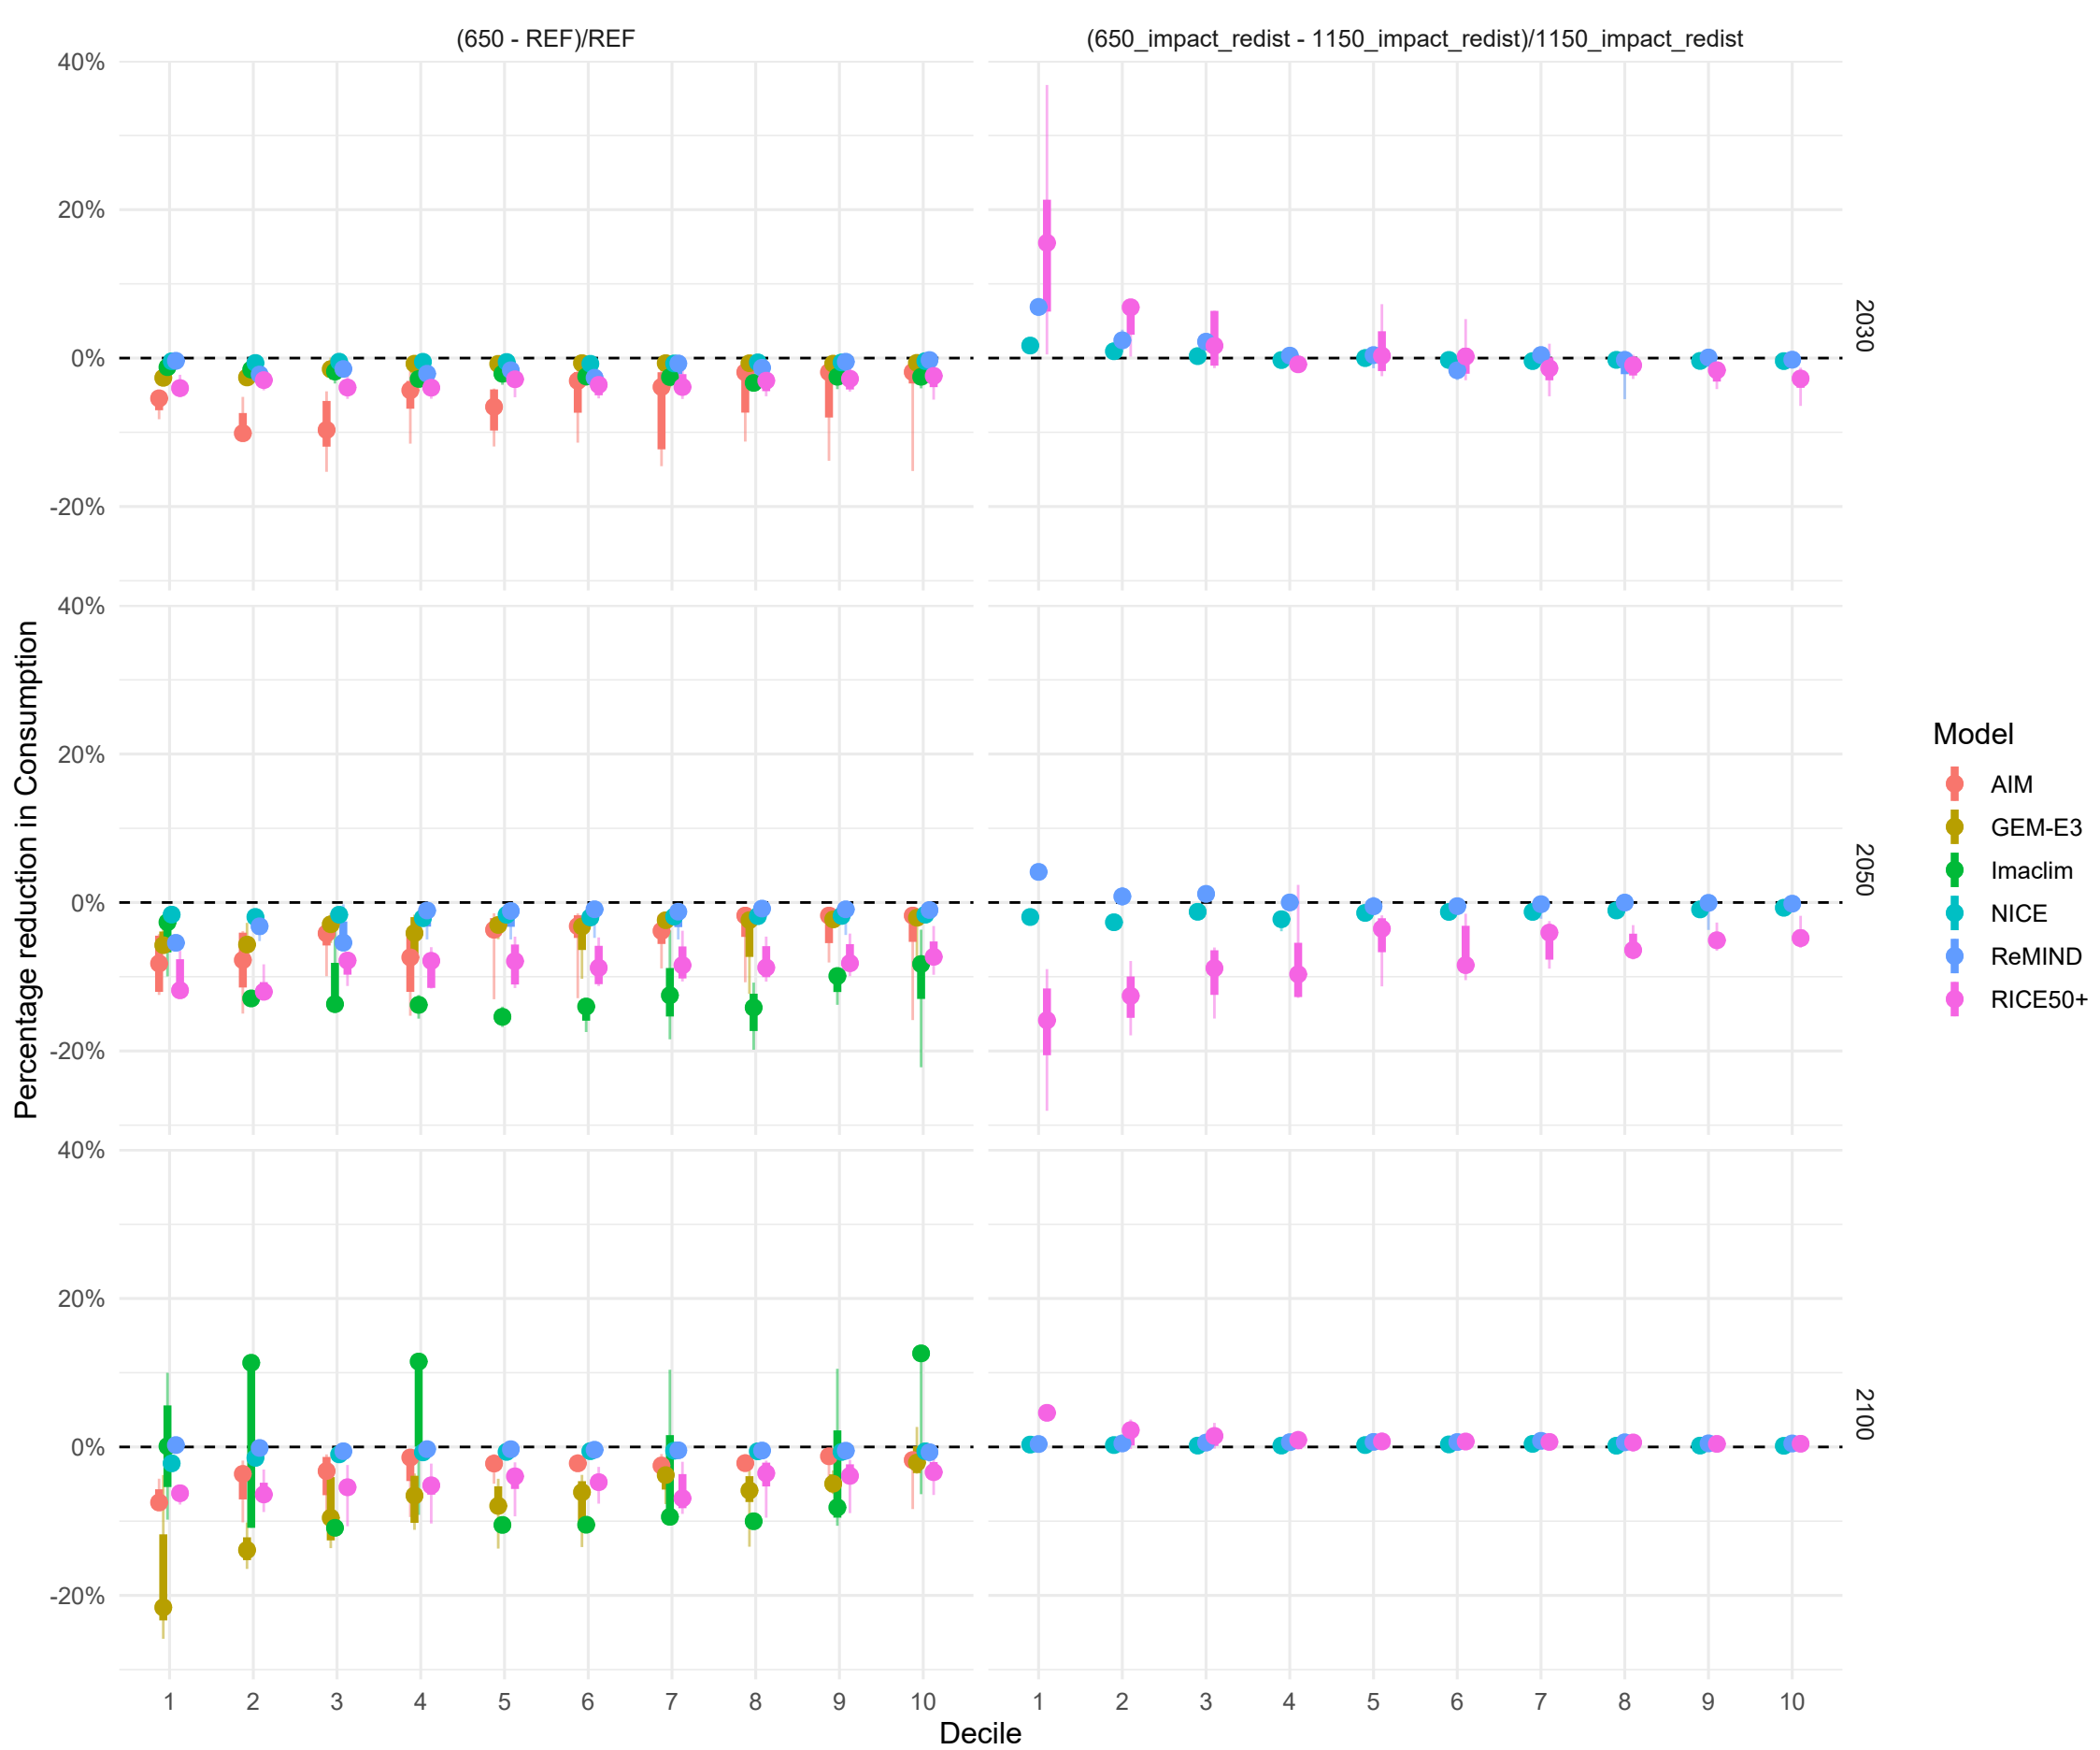 (650 - REF)/REF
(650_impact_redist - 1150_impact_redist)/1150_impact_redist
40%
20%
0%
-20%
2030
40%
20%
0%
-20%
2050
40%
20%
0%
-20%
2100
Percentage reduction in Consumption
1 2 3 4 5 6 7 8 9 10
1 2 3 4 5 6 7 8 9 10
Decile
Model
AIM
GEM-E3
Imaclim
NICE
ReMIND
RICE50+